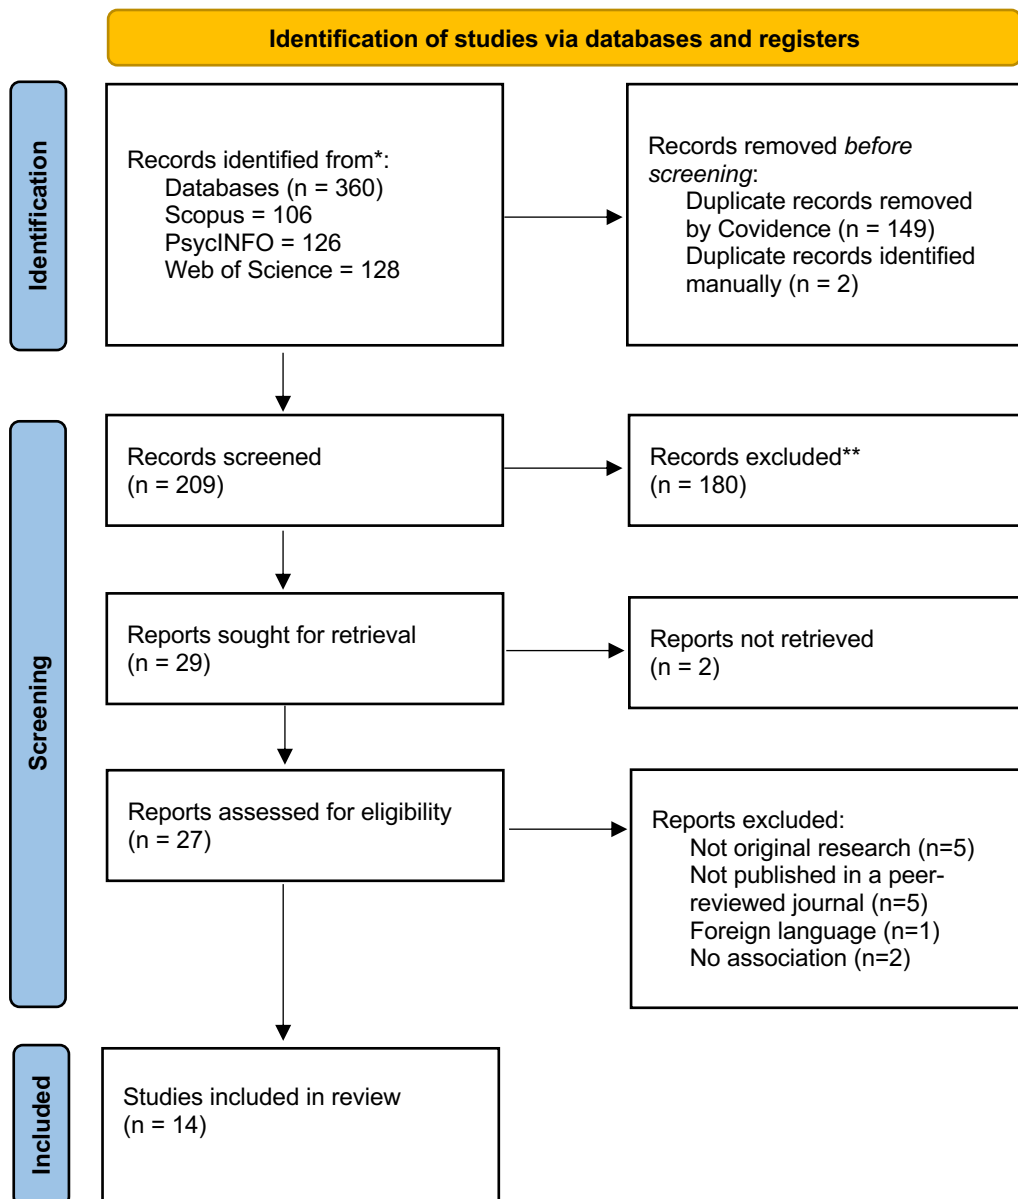 Identification of studies via databases and registers
Identification
Records identified from*:
Databases (n = 360)
Scopus = 106
PsycINFO = 126
Web of Science = 128
Records removed before
screening:
Duplicate records removed
by Covidence (n = 149)
Duplicate records identified
manually (n = 2)
Screening
Records screened
(n = 209)
Records excluded**
(n = 180)
Reports sought for retrieval
(n = 29)
Reports not retrieved
(n = 2)
Reports assessed for eligibility
(n = 27)
Reports excluded:
Not original research (n=5)
Not published in a peer-
reviewed journal (n=5)
Foreign language (n=1)
No association (n=2)
Included
Studies included in review
(n = 14)